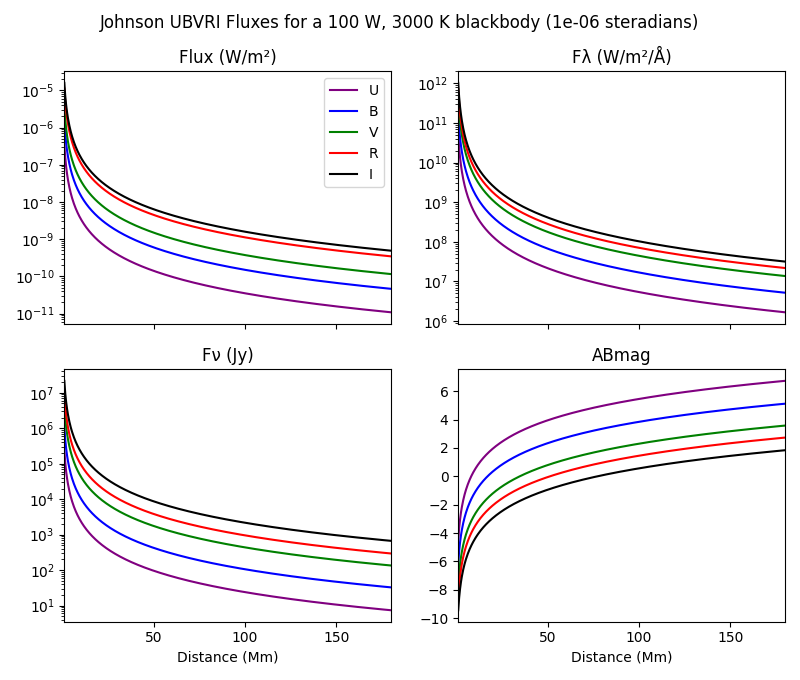 Johnson UBVRI Fluxes for a 100 W, 3000 K blackbody (1e-06 steradians)
Flux (W/m²)
10⁻⁵
10⁻⁶
10⁻⁷
10⁻⁸
10⁻⁹
10⁻¹⁰
10⁻¹¹
U
B
V
R
I
Fλ (W/m²/Å)
10¹²
10¹¹
10¹⁰
10⁹
10⁸
10⁷
10⁶
Fν (Jy)
10⁷
10⁶
10⁵
10⁴
10³
10²
10¹
50 100 150
Distance (Mm)
ABmag
6
4
2
0
−2
−4
−6
−8
−10
50 100 150
Distance (Mm)